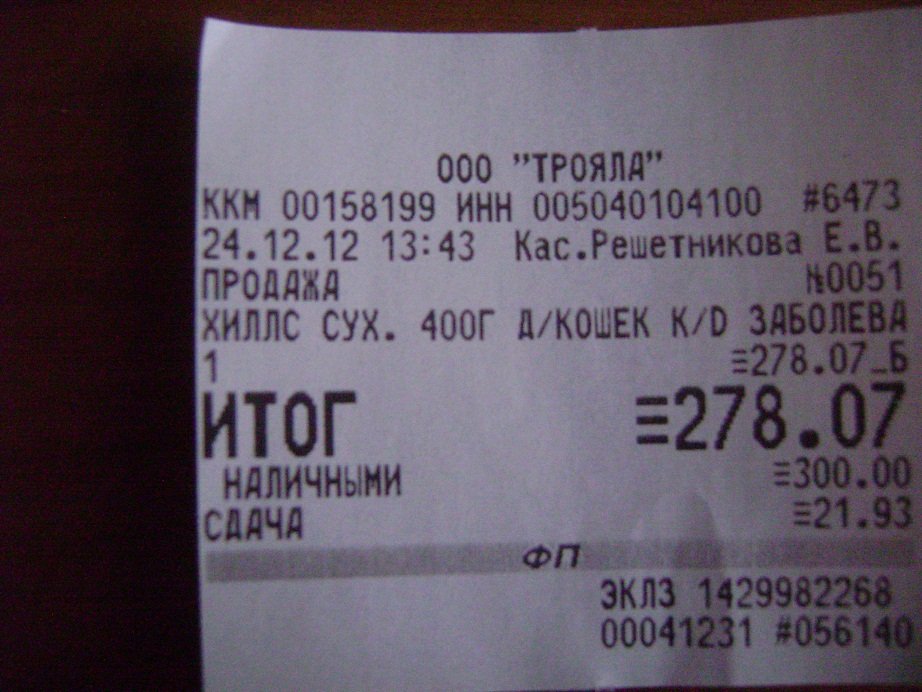 ООО "ТРОЯЛА"
ККМ 00158199 ИНН 005040104100 #6473
24.12.12 13:43 Кас.Решетникова Е.В.
ПРОДАЖА №0051
ХИЛЛС СУХ. 400Г Д/КОШЕК K/D ЗАБОЛЕВА
1 ≡278.07_Б
ИТОГ ≡278.07
НАЛИЧНЫМИ ≡300.00
СДАЧА ≡21.93
ФП
ЭКЛЗ 1429982268
00041231 #056140